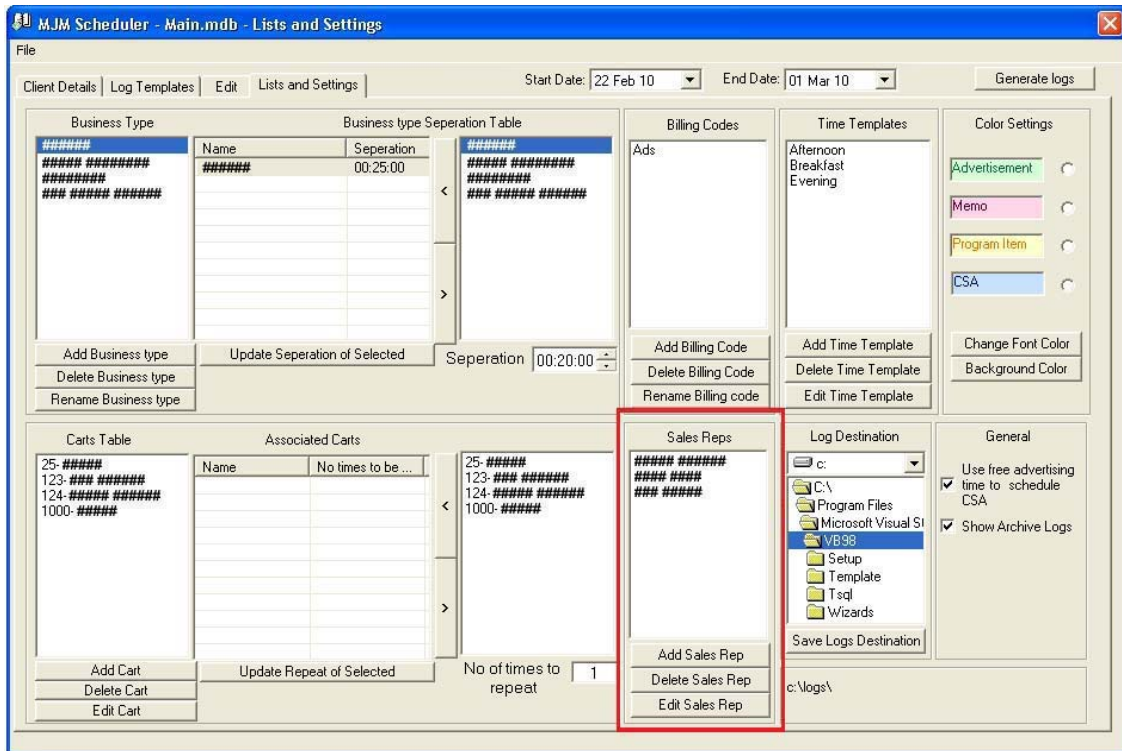 MJM Scheduler - Main.mdb - Lists and Settings
File
Client Details Log Templates Edit Lists and Settings
Start Date: 22 Feb 10 End Date: 01 Mar 10 Generate logs
Business Type
######
##### ########
########
### ##### ######
Add Business type
Delete Business type
Rename Business type
Business type Seperation Table
Name Seperation
###### 00:25:00
Update Seperation of Selected
<
>
######
##### ########
########
### ##### ######
Seperation 00:20:00
Billing Codes
Ads
Add Billing Code
Delete Billing Code
Rename Billing code
Time Templates
Afternoon
Breakfast
Evening
Add Time Template
Delete Time Template
Edit Time Template
Color Settings
Advertisement
Memo
Program Item
CSA
Change Font Color
Background Color
Carts Table
25- #####
123- ### ######
124- ###### ######
1000- #####
Add Cart
Delete Cart
Edit Cart
Associated Carts
Name No times to be ...
Update Repeat of Selected
<
>
25- #####
123- ### ######
124- ###### ######
1000- #####
No of times to
repeat
1
Sales Reps
##### ######
#### ####
### #####
Add Sales Rep
Delete Sales Rep
Edit Sales Rep
Log Destination
c:
C:\
Program Files
Microsoft Visual St
VB98
Setup
Template
Tsql
Wizards
Save Logs Destination
c:\logs\
General
Use free advertising
time to schedule
CSA
Show Archive Logs